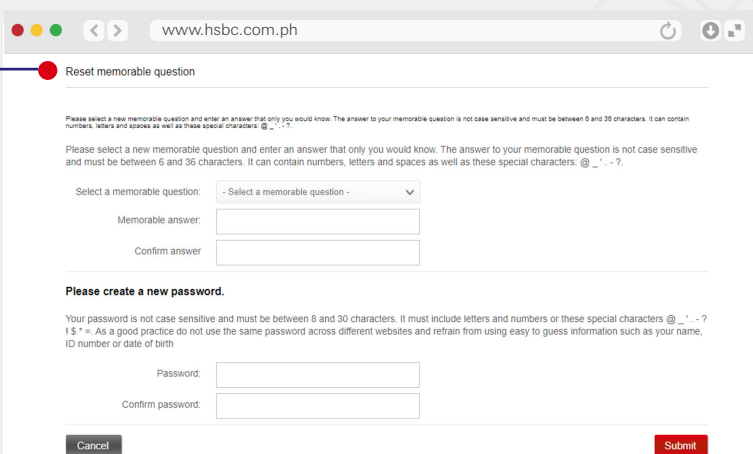 www.hsbc.com.ph
Reset memorable question
Please select a new memorable question and enter an answer that only you would know. The answer to your memorable question is not case sensitive and must be between 6 and 36 characters. It can contain
numbers, letters and spaces as well as these special characters: @ _ ' . - ?.
Please select a new memorable question and enter an answer that only you would know. The answer to your memorable question is not case sensitive
and must be between 6 and 36 characters. It can contain numbers, letters and spaces as well as these special characters: @ _ ' . - ?.
Select a memorable question: - Select a memorable question -
Memorable answer:
Confirm answer
Please create a new password.
Your password is not case sensitive and must be between 8 and 30 characters. It must include letters and numbers or these special characters @ _ ' . - ?
! $ * =. As a good practice do not use the same password across different websites and refrain from using easy to guess information such as your name,
ID number or date of birth
Password:
Confirm password:
Cancel Submit